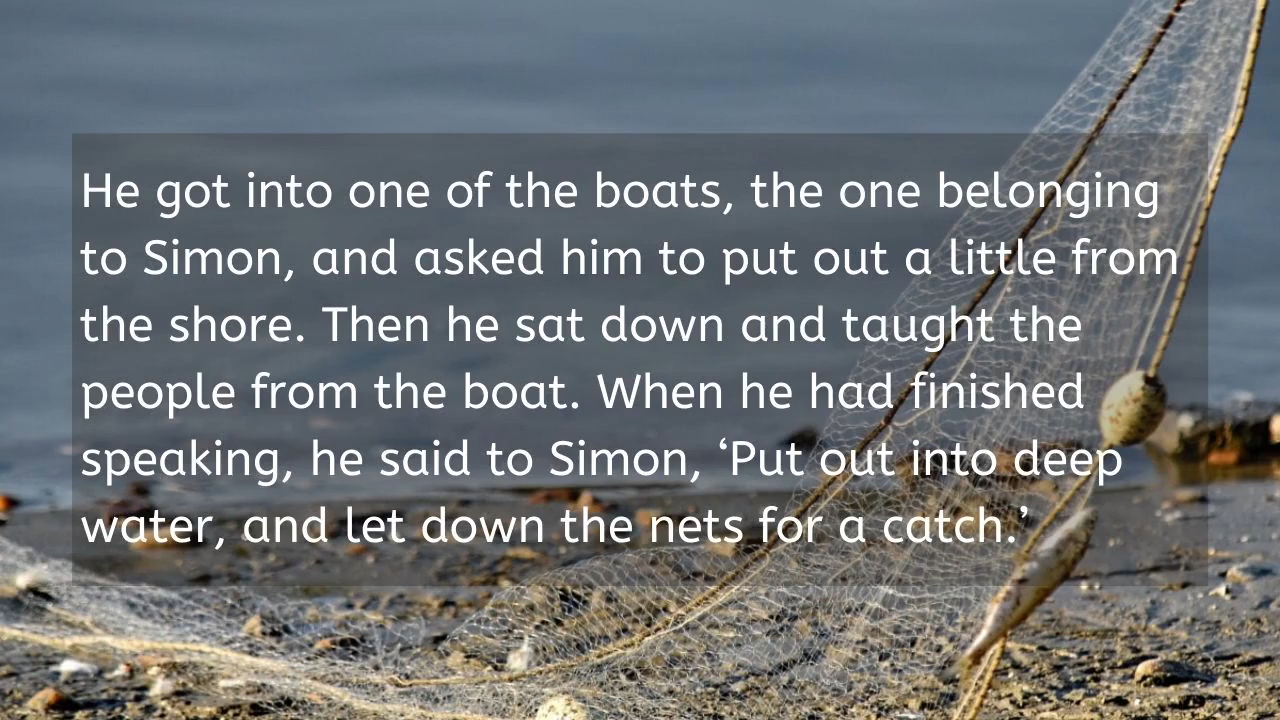 He got into one of the boats, the one belonging
to Simon, and asked him to put out a little from
the shore. Then he sat down and taught the
people from the boat. When he had finished
speaking, he said to Simon, ‘Put out into deep
water, and let down the nets for a catch.’